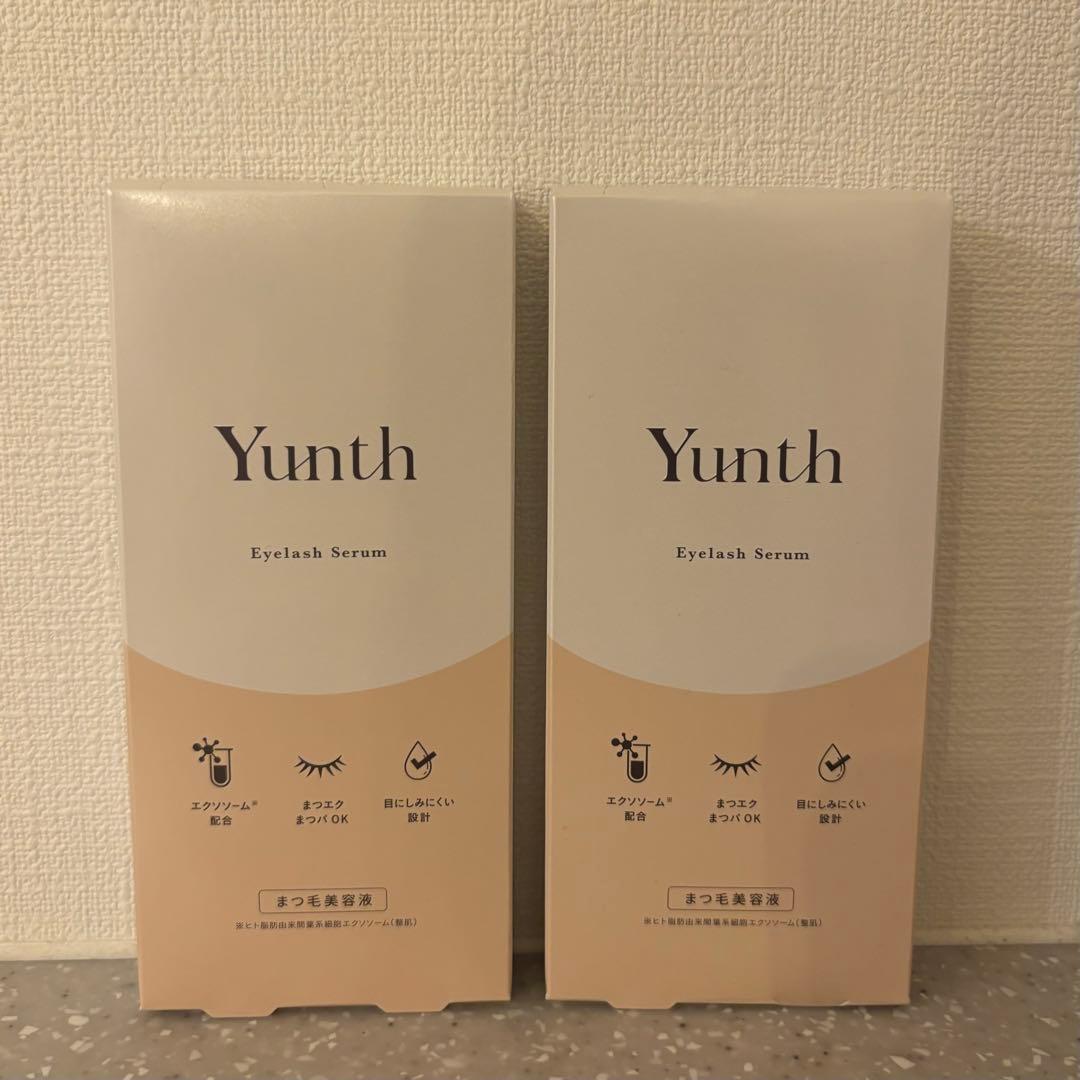 Yunth
Eyelash Serum
エクソソーム※
配合
まつエク
まつパ OK
目にしみにくい
設計
まつ毛美容液
※ヒト脂肪由来間葉系細胞エクソソーム(整肌)
Yunth
Eyelash Serum
エクソソーム※
配合
まつエク
まつパ OK
目にしみにくい
設計
まつ毛美容液
※ヒト脂肪由来間葉系細胞エクソソーム(整肌)